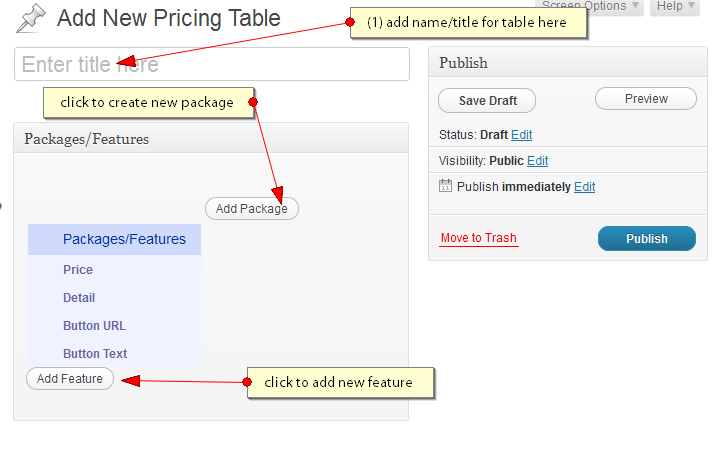 Screen Options Help
Add New Pricing Table
(1) add name/title for table here
Enter title here
click to create new package
Packages/Features
Add Package
Packages/Features
Price
Detail
Button URL
Button Text
Add Feature
click to add new feature
Publish
Save Draft Preview
Status: Draft Edit
Visibility: Public Edit
Publish immediately Edit
Move to Trash Publish